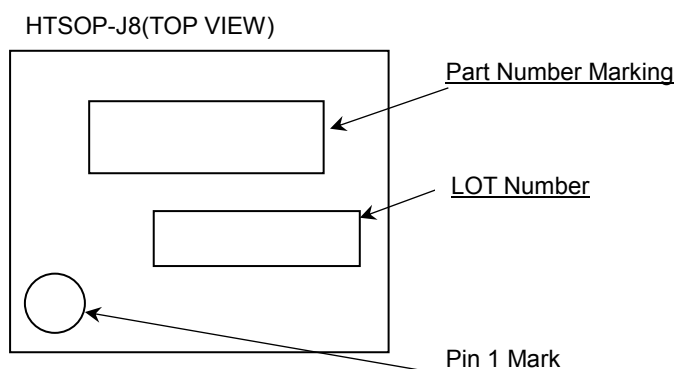 HTSOP-J8(TOP VIEW)
Part Number Marking
LOT Number
Pin 1 Mark